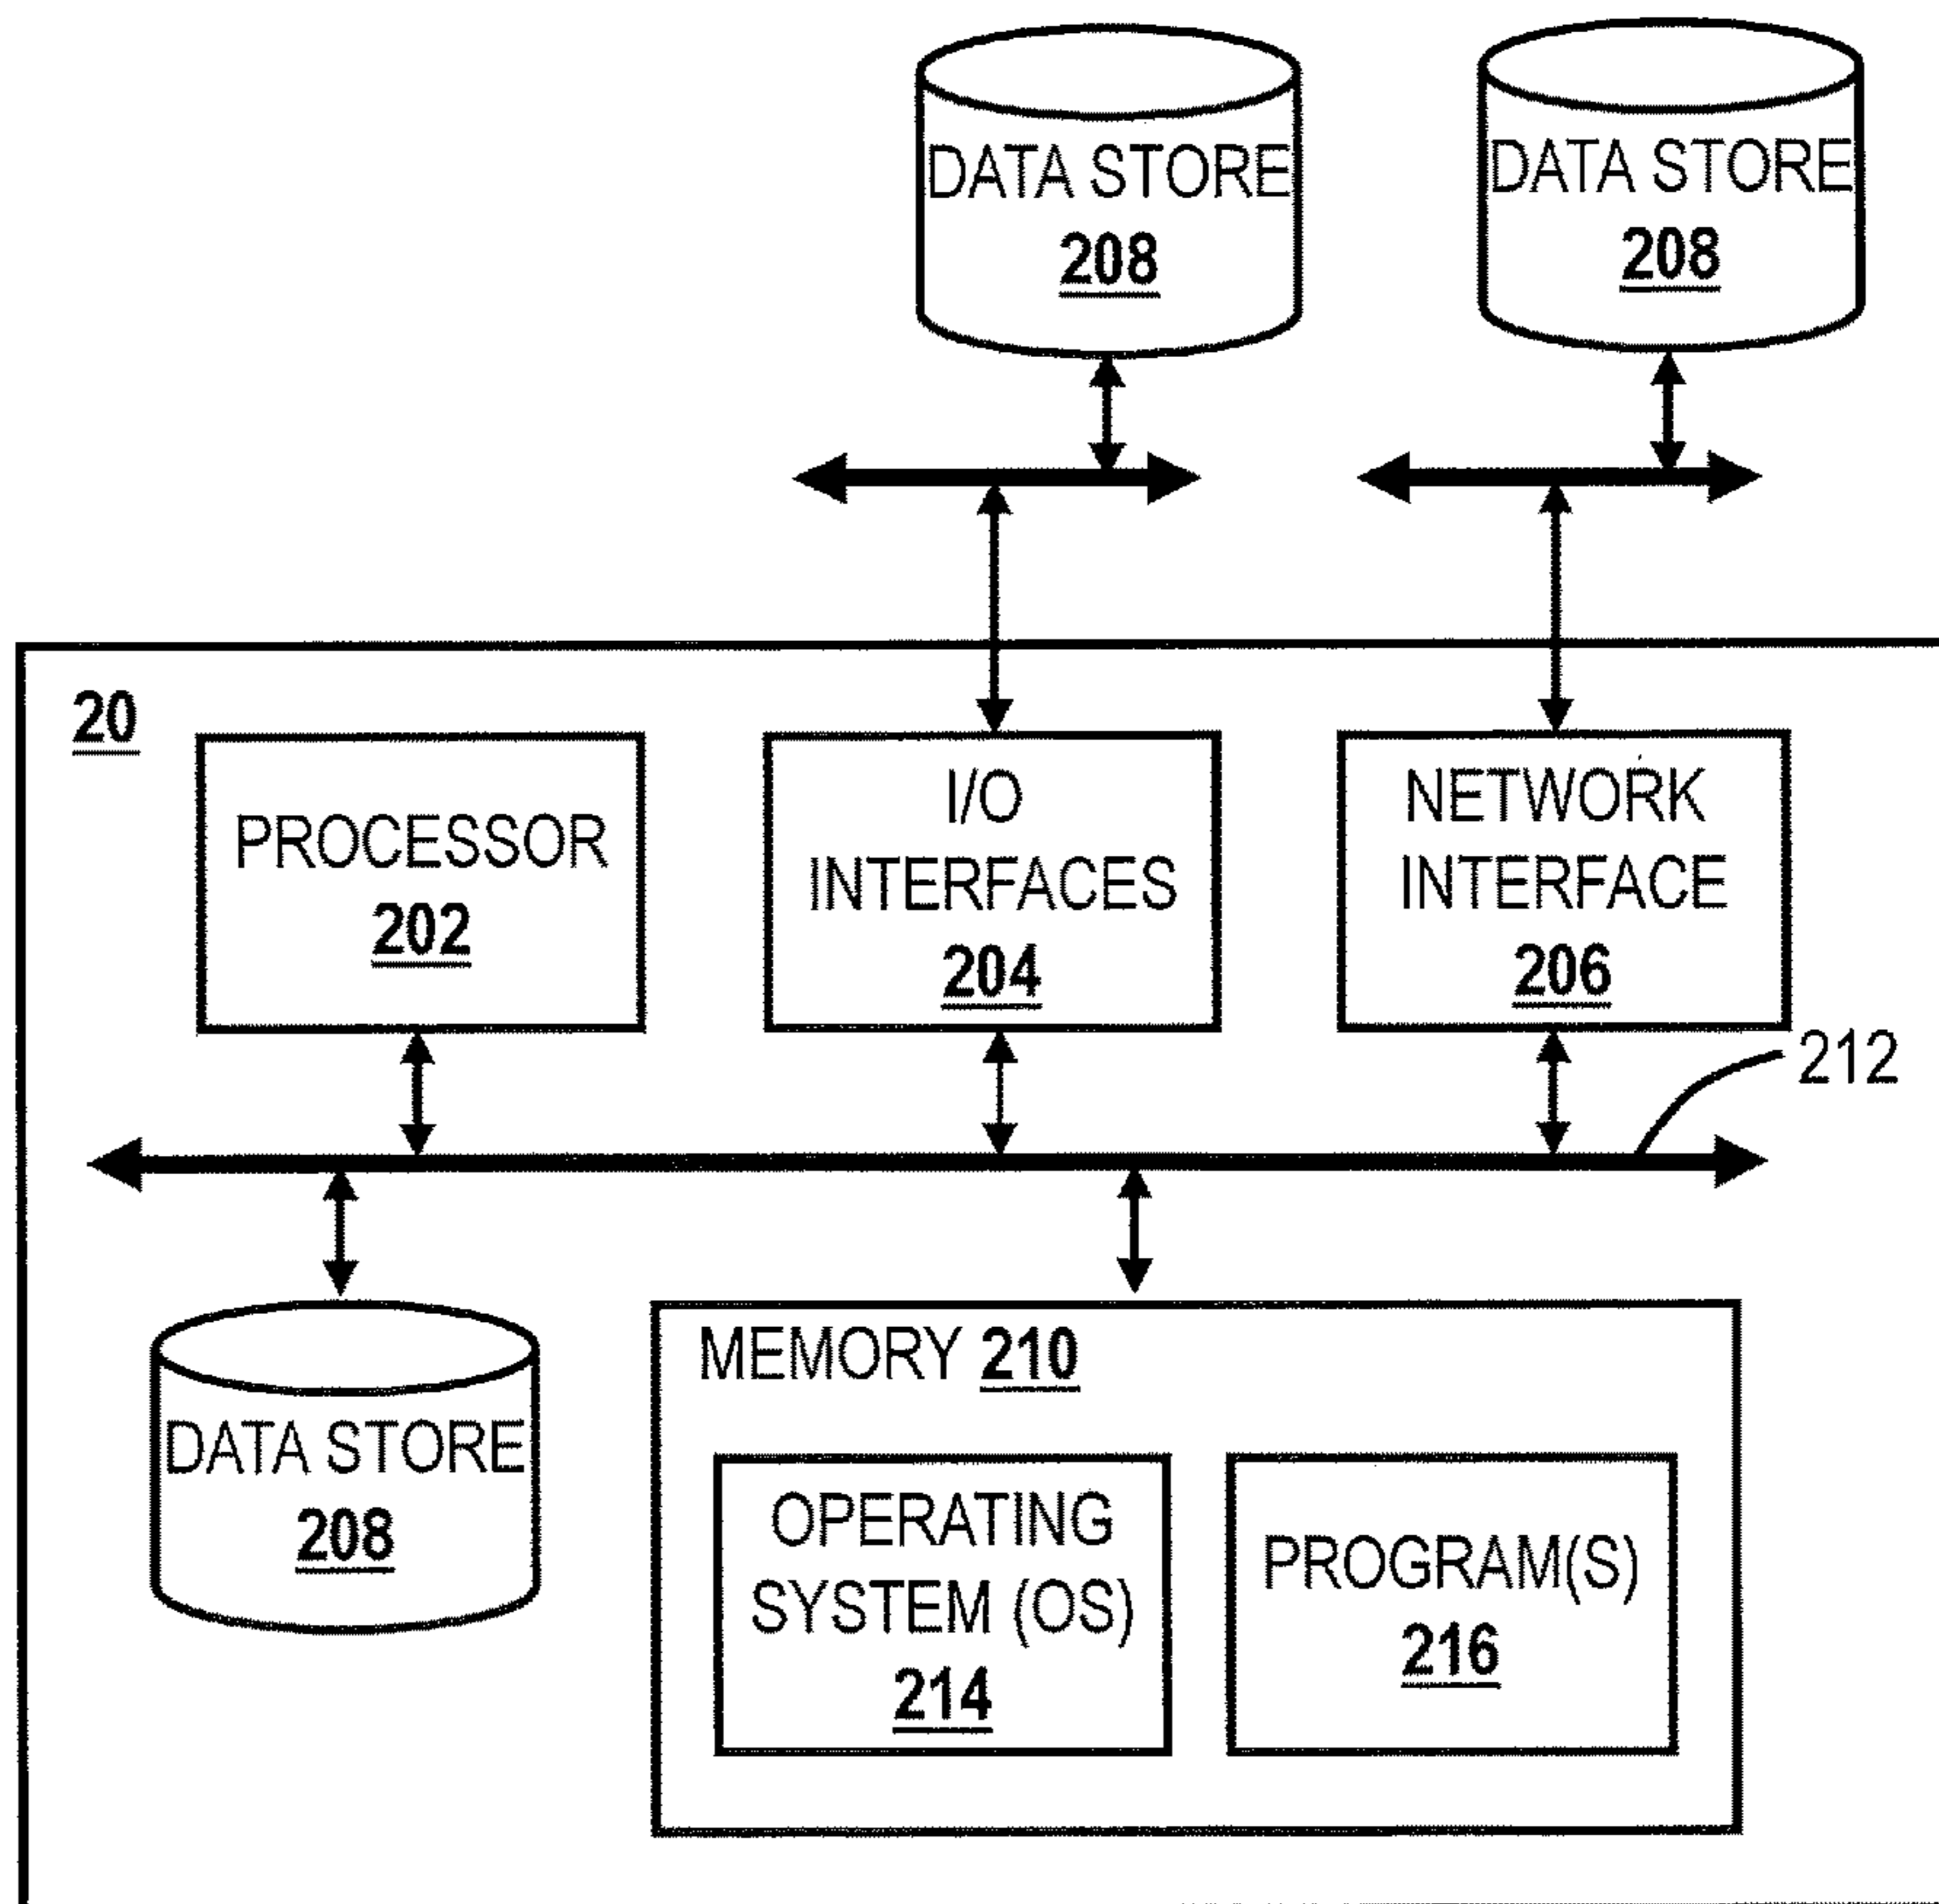 DATA STORE
208
DATA STORE
208
20
PROCESSOR
202
I/O
INTERFACES
204
NETWORK
INTERFACE
206
212
DATA STORE
208
MEMORY 210
OPERATING
SYSTEM (OS)
214
PROGRAM(S)
216